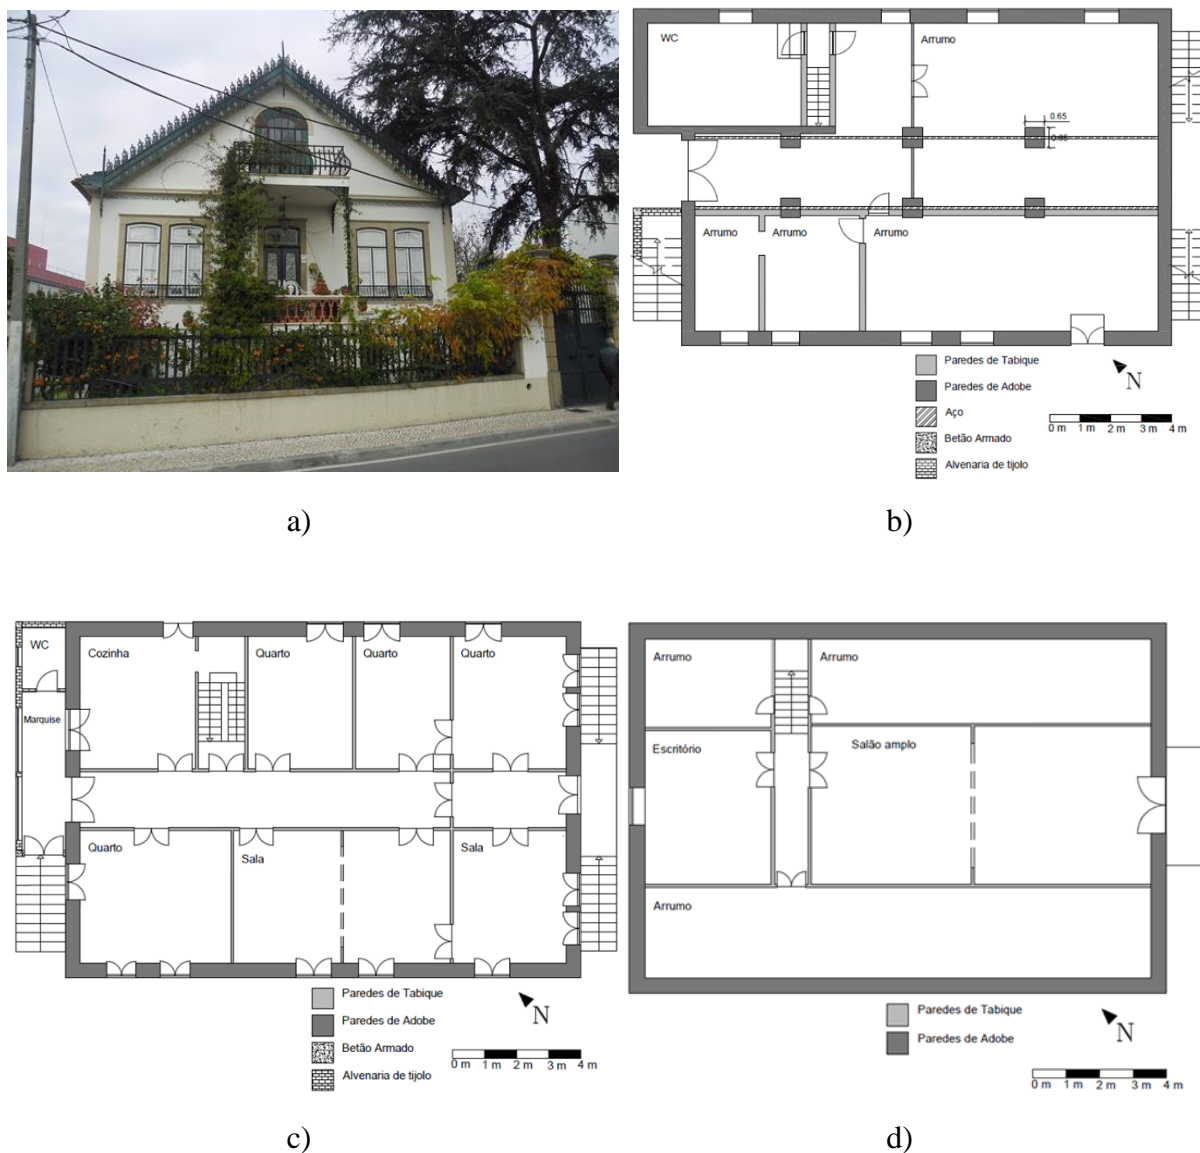 WC
Arrumo
0.65
Arrumo
Arrumo
Arrumo
Paredes de Tabique
Paredes de Adobe
Aço
Betão Armado
Alvenaria de tijolo
N
0 m 1 m 2 m 3 m 4 m
a)
b)
WC
Cozinha
Quarto
Quarto
Quarto
Marquise
Quarto
Sala
Sala
Paredes de Tabique
Paredes de Adobe
Betão Armado
Alvenaria de tijolo
N
0 m 1 m 2 m 3 m 4 m
Arrumo
Arrumo
Escritório
Salão amplo
Arrumo
Paredes de Tabique
Paredes de Adobe
N
0 m 1 m 2 m 3 m 4 m
c)
d)